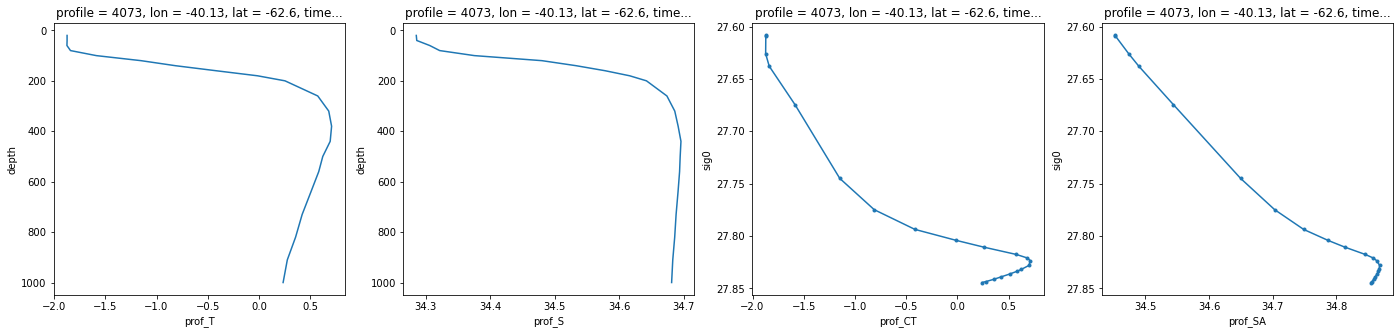 profile = 4073, lon = -40.13, lat = -62.6, time...
0
200
400
600
800
1000
depth
−2.0 −1.5 −1.0 −0.5 0.0 0.5
prof_T
profile = 4073, lon = -40.13, lat = -62.6, time...
0
200
400
600
800
1000
depth
34.3 34.4 34.5 34.6 34.7
prof_S
profile = 4073, lon = -40.13, lat = -62.6, time...
27.60
27.65
27.70
27.75
27.80
27.85
sig0
−2.0 −1.5 −1.0 −0.5 0.0 0.5
prof_CT
profile = 4073, lon = -40.13, lat = -62.6, time...
27.60
27.65
27.70
27.75
27.80
27.85
sig0
34.5 34.6 34.7 34.8
prof_SA